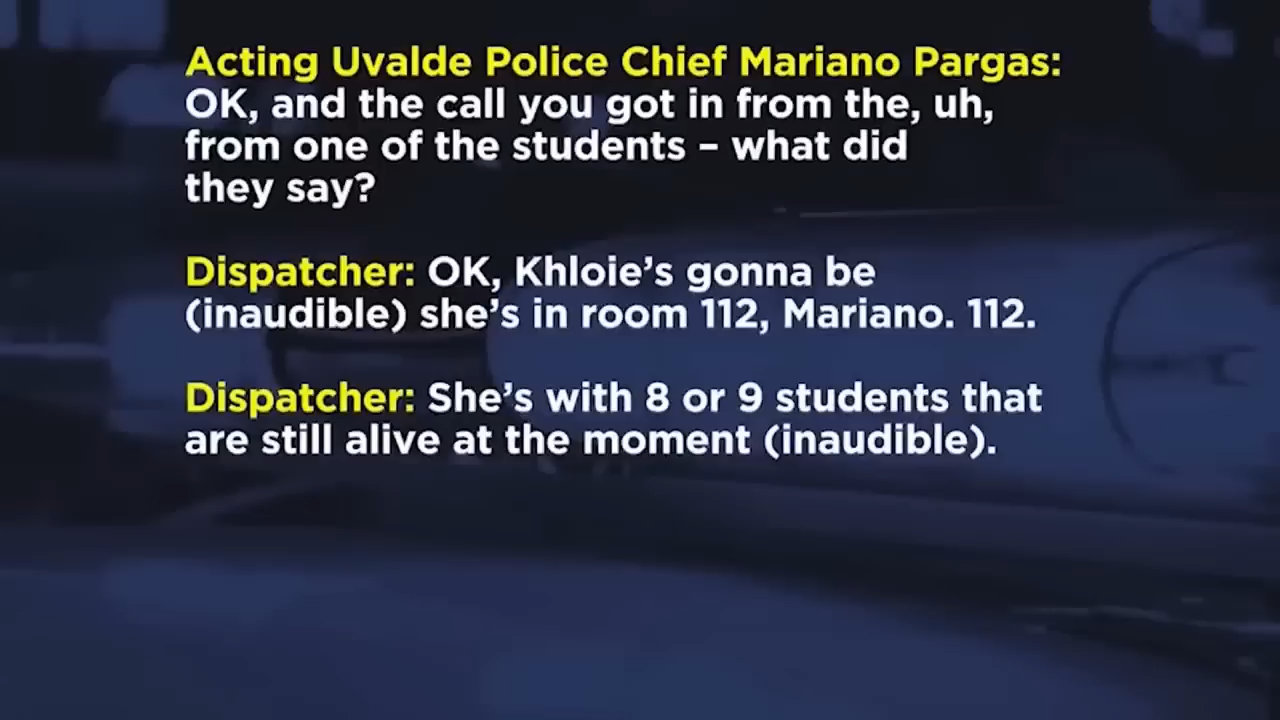 Acting Uvalde Police Chief Mariano Pargas:
OK, and the call you got in from the, uh,
from one of the students – what did
they say?
Dispatcher: OK, Khloie’s gonna be
(inaudible) she’s in room 112, Mariano. 112.
Dispatcher: She’s with 8 or 9 students that
are still alive at the moment (inaudible).